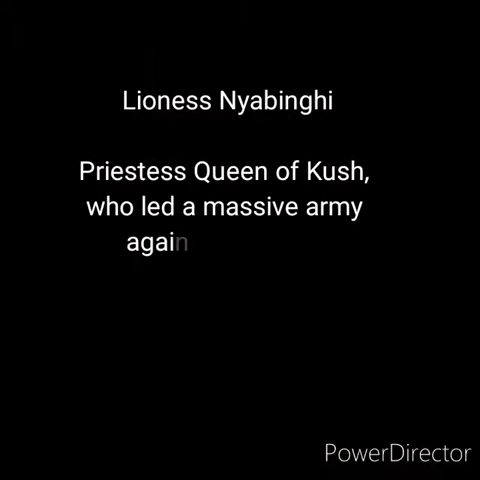 Lioness Nyabinghi
Priestess Queen of Kush,
who led a massive army
again
PowerDirector